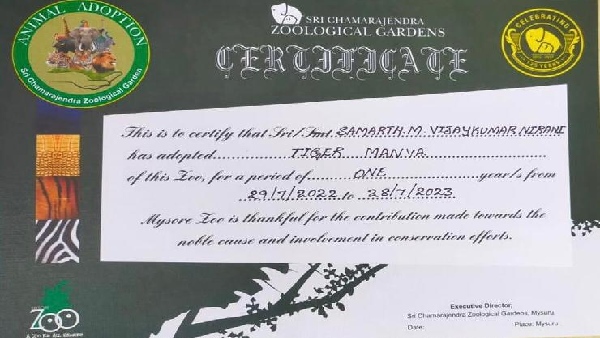 ANIMAL ADOPTION
Sri Chamarajendra Zoological Gardens
SRI CHAMARAJENDRA
ZOOLOGICAL GARDENS
CELEBRATING
CERTIFICATE
This is to certify that Sri/Smt. SAMARTH.M. VIJAYKUMAR NIRANE
has adopted............ TIGER MANYA
of this Zoo, for a period of............ ONE ............year/s from
29/7/2022 to 28/7/2023
Mysore Zoo is thankful for the contribution made towards the
noble cause and involvement in conservation efforts.
ZOO
Executive Director,
Sri Chamarajendra Zoological Gardens, Mysuru
Date: Place: Mysuru